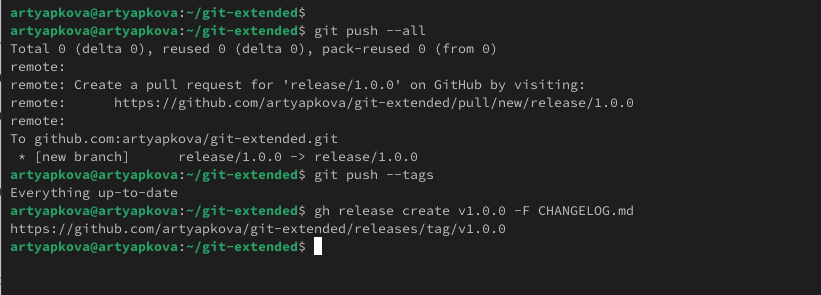 artyapkova@artyapkova:~/git-extended$
artyapkova@artyapkova:~/git-extended$ git push --all
Total 0 (delta 0), reused 0 (delta 0), pack-reused 0 (from 0)
remote:
remote: Create a pull request for 'release/1.0.0' on GitHub by visiting:
remote:      https://github.com/artyapkova/git-extended/pull/new/release/1.0.0
remote:
To github.com:artyapkova/git-extended.git
 * [new branch]      release/1.0.0 -> release/1.0.0
artyapkova@artyapkova:~/git-extended$ git push --tags
Everything up-to-date
artyapkova@artyapkova:~/git-extended$ gh release create v1.0.0 -F CHANGELOG.md
https://github.com/artyapkova/git-extended/releases/tag/v1.0.0
artyapkova@artyapkova:~/git-extended$